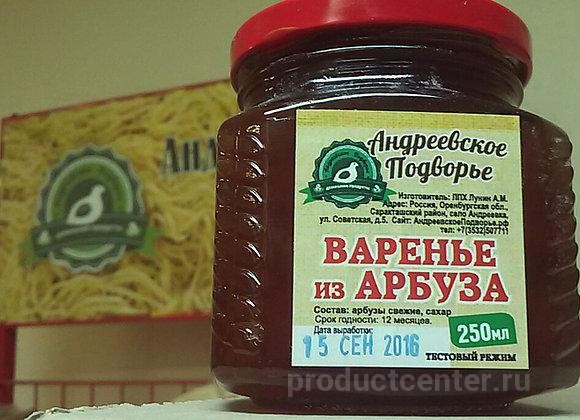 Андреевское
Подворье
Изготовитель: ЛПХ Лукин А.М.
Адрес: Россия, Оренбургская обл.,
Саракташский район, село Андреевка,
ул. Советская, д.5. Сайт: АндреевскоеПодворье.рф
тел: +7(3532)507711
ВАРЕНЬЕ
ИЗ АРБУЗА
Состав: арбузы свежие, сахар
Срок годности: 12 месяцев.
Дата выработки:
15 СЕН 2016
250мл
ТЕСТОВЫЙ РЕЖИМ
productcenter.ru